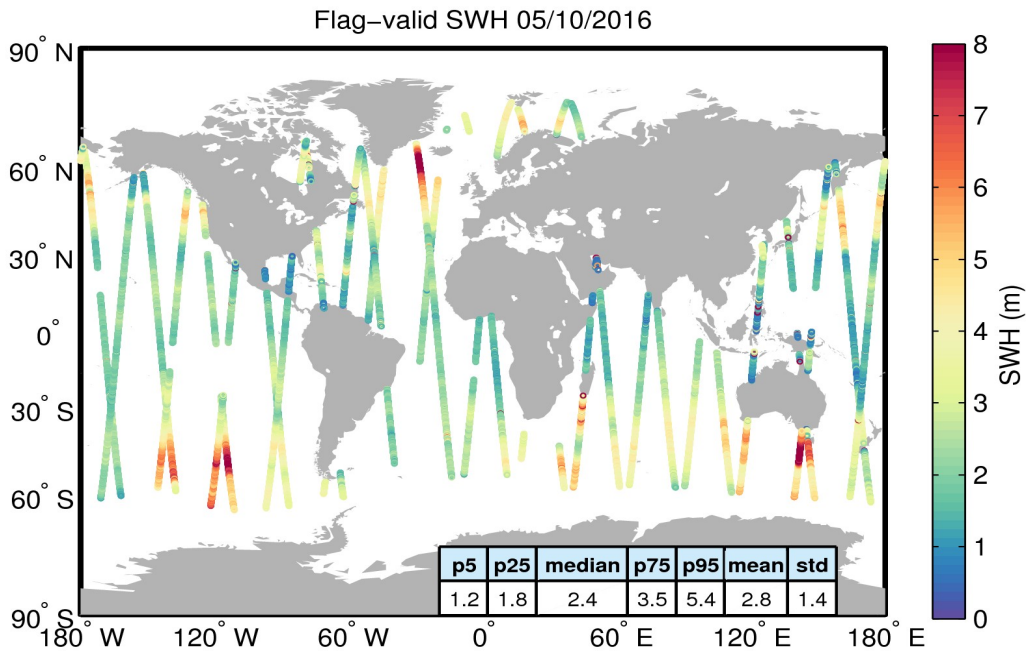 Flag−valid SWH 05/10/2016
90° N
60° N
30° N
0°
30° S
60° S
90° S
180° W
120° W
60° W
0°
60° E
120° E
180° E
p5 p25 median p75 p95 mean std
1.2 1.8 2.4 3.5 5.4 2.8 1.4
8
7
6
5
4
3
2
1
0
SWH (m)